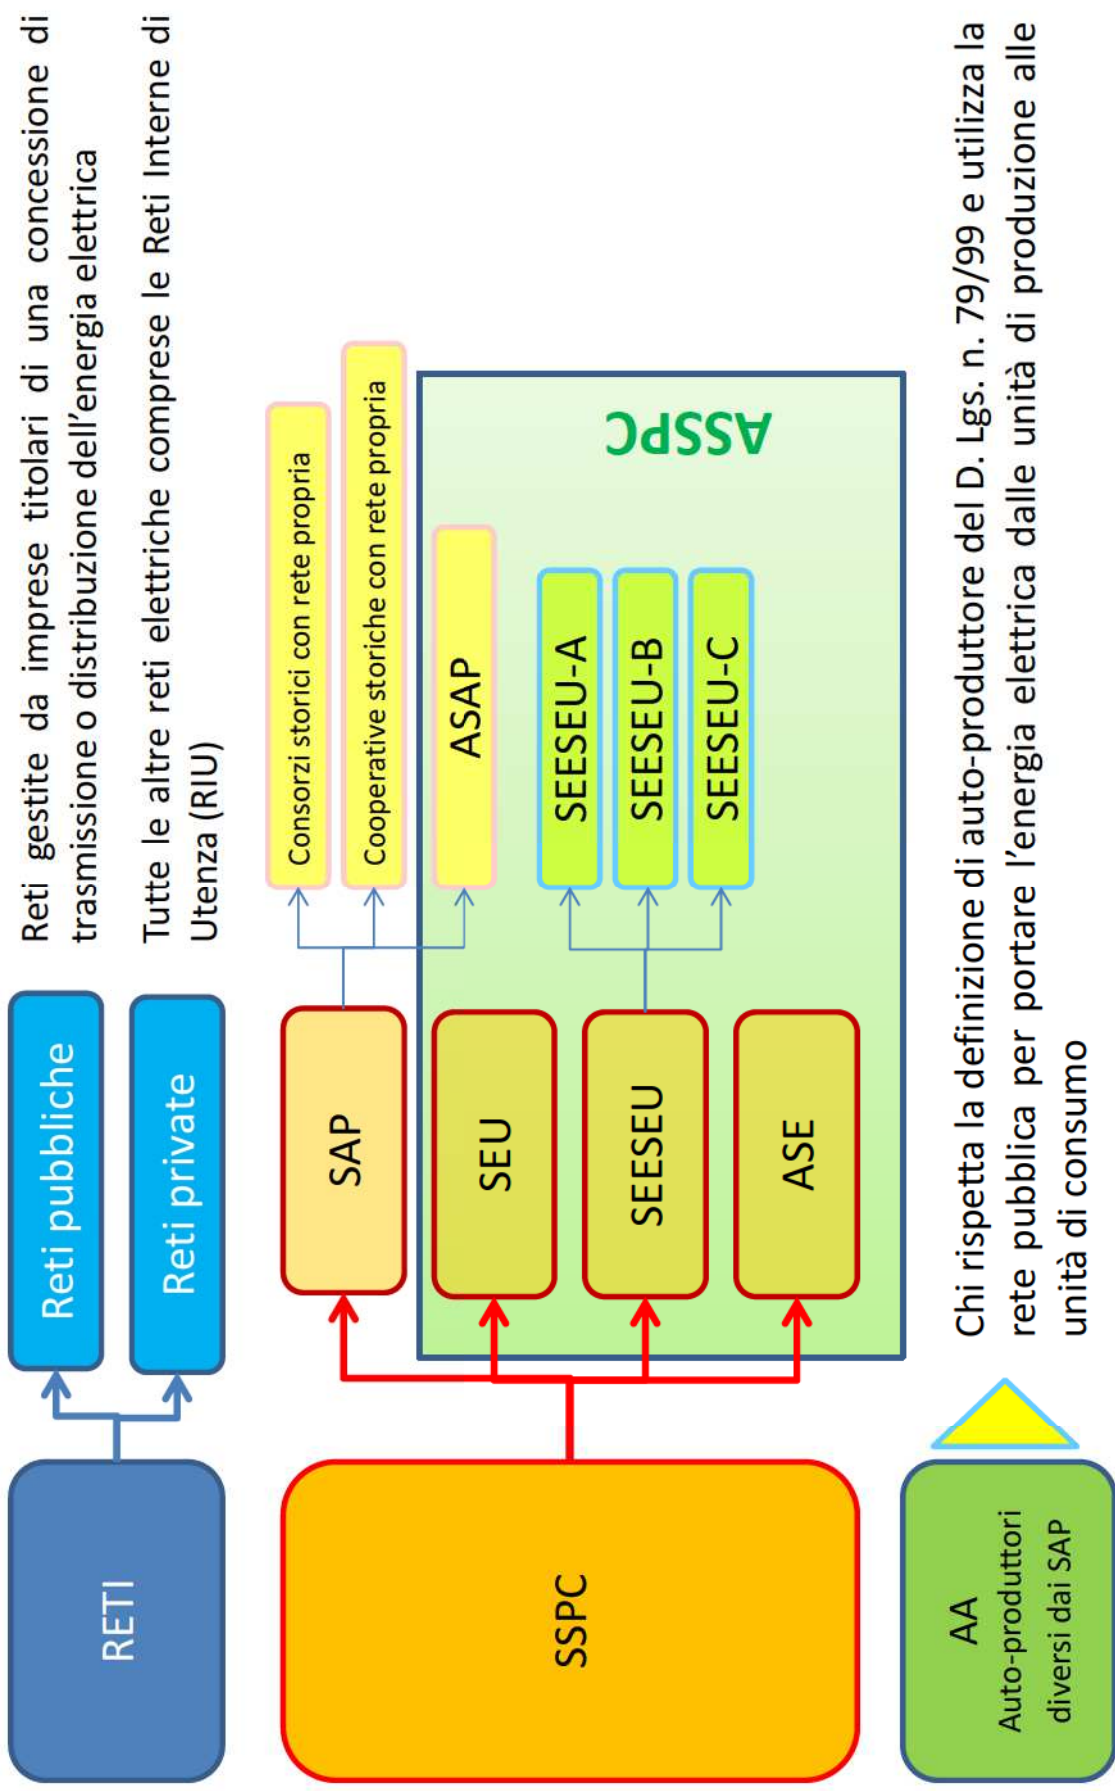 RETI
Reti pubbliche
Reti gestite da imprese titolari di una concessione di
trasmissione o distribuzione dell'energia elettrica
Reti private
Tutte le altre reti elettriche comprese le Reti Interne di
Utenza (RIU)
SSPC
SAP
Consorzi storici con rete propria
Cooperative storiche con rete propria
ASAP
SEU
SEESEU
SEESEU-A
SEESEU-B
SEESEU-C
ASE
ASSPC
AA
Auto-produttori
diversi dai SAP
Chi rispetta la definizione di auto-produttore del D. Lgs. n. 79/99 e utilizza la
rete pubblica per portare l'energia elettrica dalle unità di produzione alle
unità di consumo